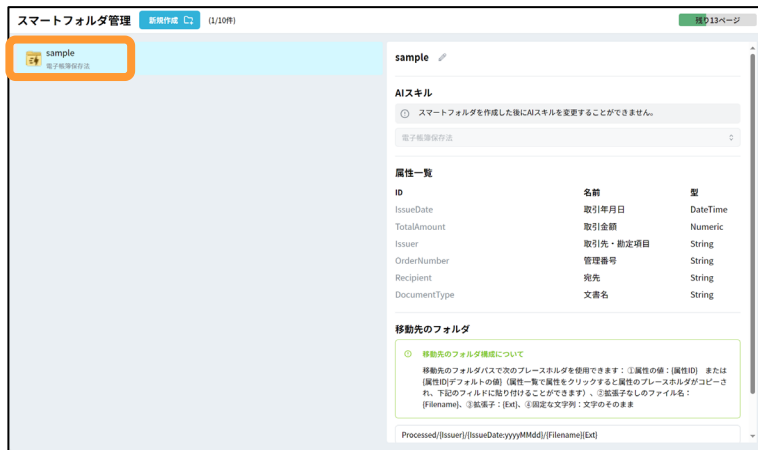 スマートフォルダ管理 新規作成 (1/10件) 残り13ページ
sample
電子帳簿保存法
sample
AIスキル
スマートフォルダを作成した後にAIスキルを変更することができません。
電子帳簿保存法
属性一覧
ID 名前 型
IssueDate 取引年月日 DateTime
TotalAmount 取引金額 Numeric
Issuer 取引先・勘定項目 String
OrderNumber 管理番号 String
Recipient 宛先 String
DocumentType 文書名 String
移動先のフォルダ
移動先のフォルダ構成について
移動先のフォルダパスで次のプレースホルダを使用できます： ①属性の値：{属性ID} または
{属性ID|デフォルトの値}（属性一覧で属性をクリックすると属性のプレースホルダがコピーさ
れ、下記のフィルドに貼り付けることができます）、②拡張子なしのファイル名：
{Filename}、③拡張子：{Ext}、④固定な文字列：文字のそのまま
Processed/{Issuer}/{IssueDate:yyyyMMdd}/{Filename}{Ext}